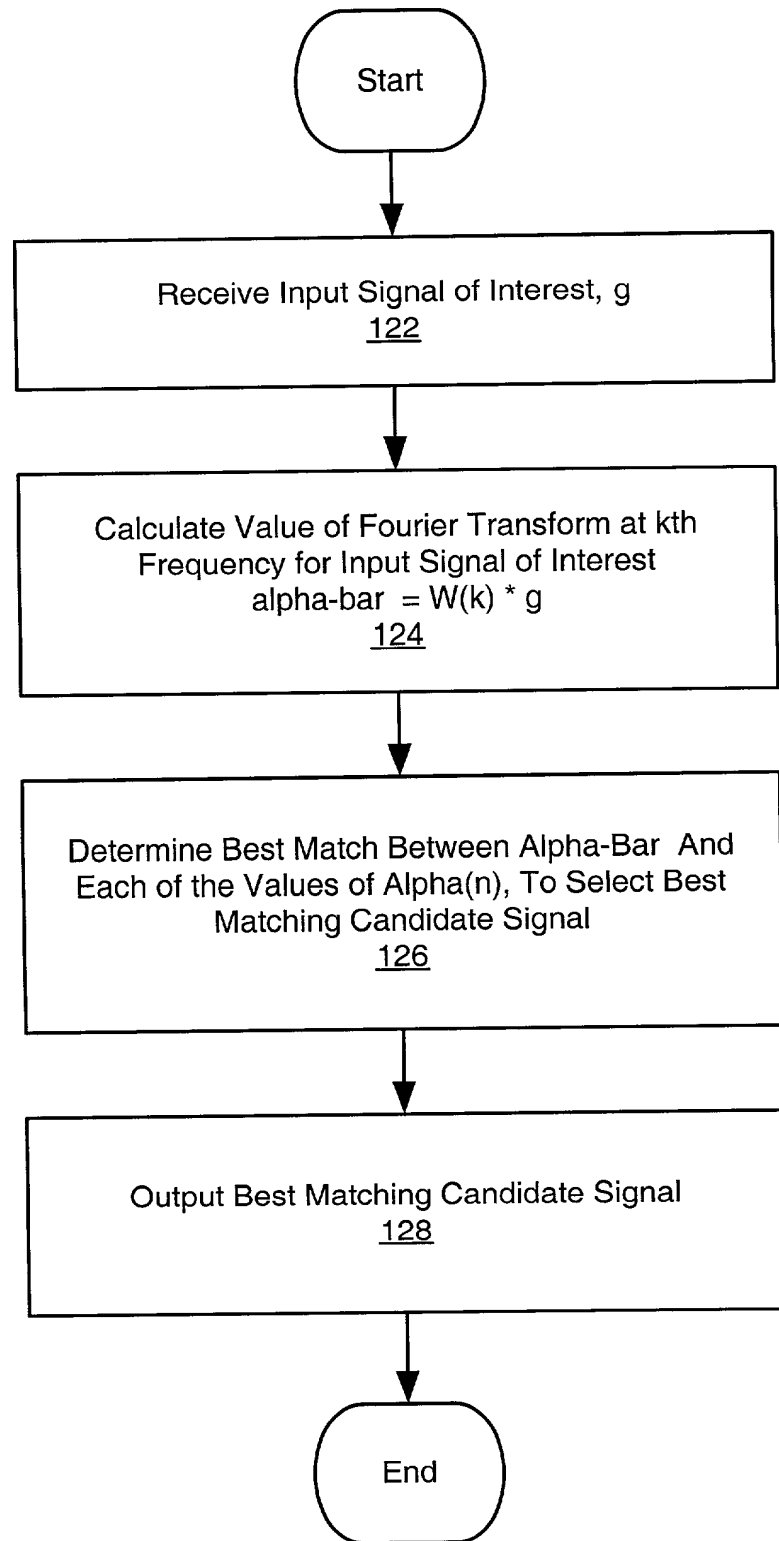 Start
Receive Input Signal of Interest, g
122
Calculate Value of Fourier Transform at kth
Frequency for Input Signal of Interest
alpha-bar = W(k) * g
124
Determine Best Match Between Alpha-Bar And
Each of the Values of Alpha(n), To Select Best
Matching Candidate Signal
126
Output Best Matching Candidate Signal
128
End